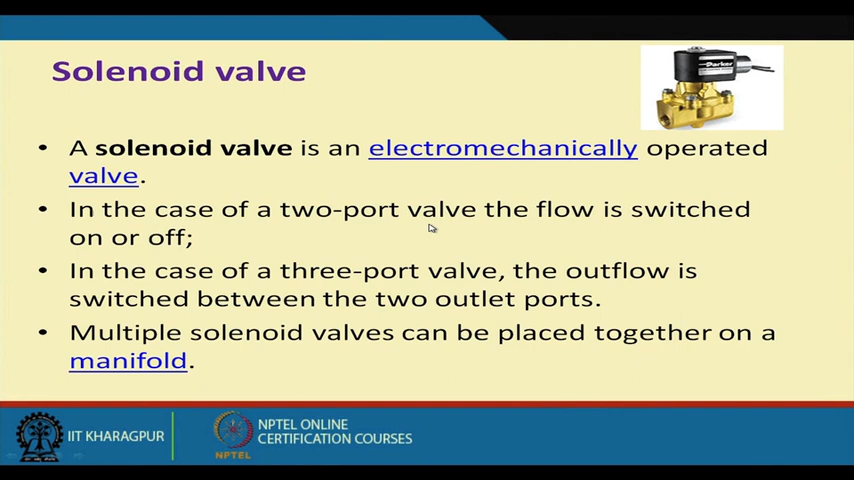 Solenoid valve
Parker
• A solenoid valve is an electromechanically operated
valve.
• In the case of a two-port valve the flow is switched
on or off;
• In the case of a three-port valve, the outflow is
switched between the two outlet ports.
• Multiple solenoid valves can be placed together on a
manifold.
IIT KHARAGPUR
NPTEL
NPTEL ONLINE
CERTIFICATION COURSES